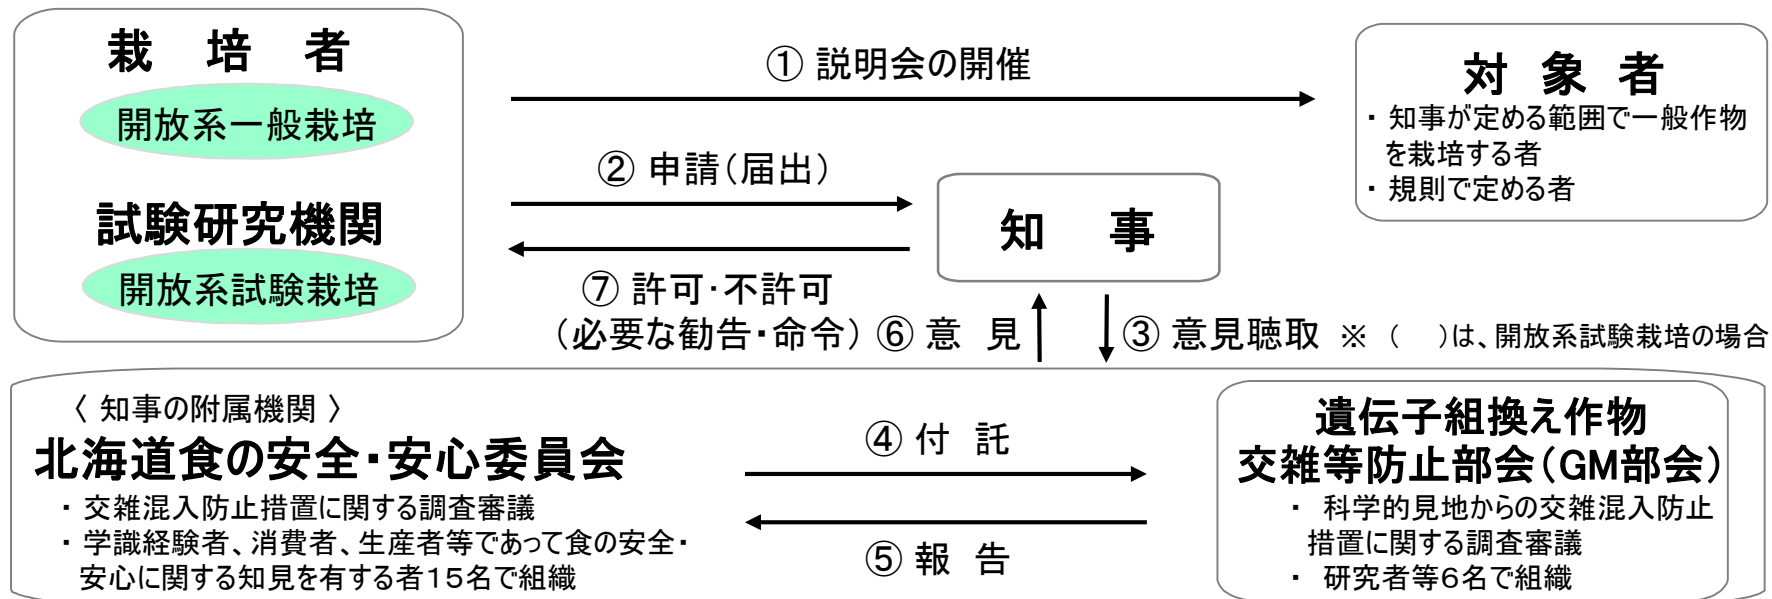 栽　培　者
開放系一般栽培
試験研究機関
開放系試験栽培
① 説明会の開催
対　象　者
・ 知事が定める範囲で一般作物
を栽培する者
・ 規則で定める者
② 申請(届出)
知　事
⑦ 許可・不許可
(必要な勧告・命令)
⑥ 意　見
③ 意見聴取
※ (　)は、開放系試験栽培の場合
〈 知事の附属機関 〉
北海道食の安全・安心委員会
・ 交雑混入防止措置に関する調査審議
・ 学識経験者、消費者、生産者等であって食の安全・
安心に関する知見を有する者15名で組織
④ 付　託
⑤ 報　告
遺伝子組換え作物
交雑等防止部会(GM部会)
・ 科学的見地からの交雑混入防止
措置に関する調査審議
・ 研究者等6名で組織